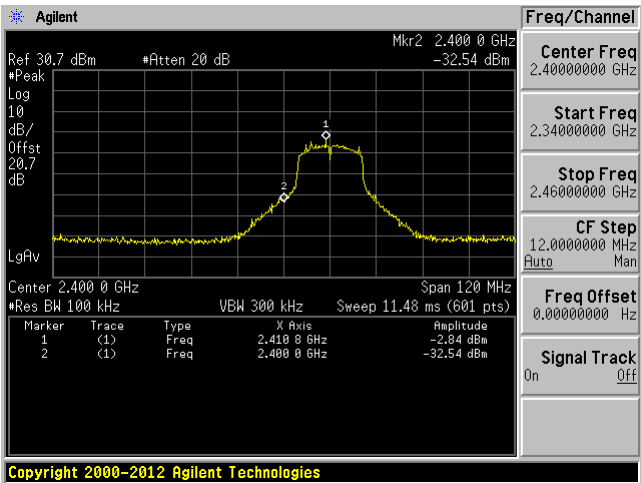 Agilent
Freq/Channel
Mkr2 2.400 0 GHz
Ref 30.7 dBm #Atten 20 dB -32.54 dBm
#Peak
Log
10
dB/
Offst
20.7
dB
1
2
LgAv
Center 2.400 0 GHz Span 120 MHz
#Res BW 100 kHz VBW 300 kHz Sweep 11.48 ms (601 pts)
Marker Trace Type X Axis Amplitude
1 (1) Freq 2.410 8 GHz -2.84 dBm
2 (1) Freq 2.400 0 GHz -32.54 dBm
Center Freq
2.40000000 GHz
Start Freq
2.34000000 GHz
Stop Freq
2.46000000 GHz
CF Step
12.0000000 MHz
Auto Man
Freq Offset
0.00000000 Hz
Signal Track
On Off
Copyright 2000-2012 Agilent Technologies